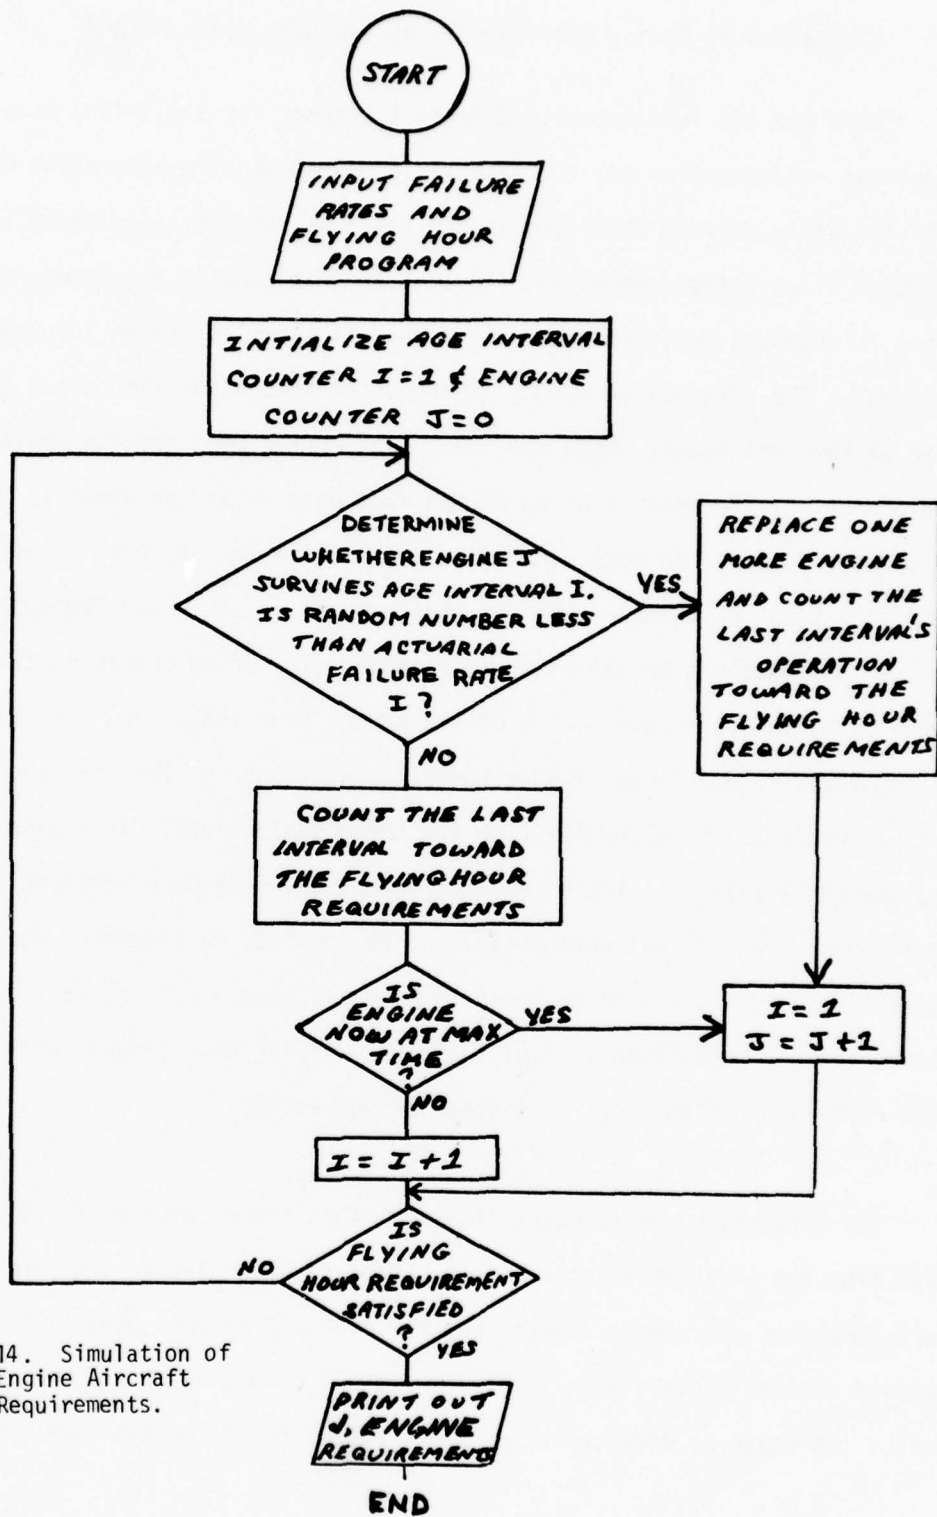 START
INPUT FAILURE
RATES AND
FLYING HOUR
PROGRAM
INTIALIZE AGE INTERVAL
COUNTER I=1 & ENGINE
COUNTER J=0
DETERMINE
WHETHER ENGINE J
SURVIVES AGE INTERVAL I.
IS RANDOM NUMBER LESS
THAN ACTUARIAL
FAILURE RATE
I?
YES
REPLACE ONE
MORE ENGINE
AND COUNT THE
LAST INTERVAL'S
OPERATION
TOWARD THE
FLYING HOUR
REQUIREMENTS
NO
COUNT THE LAST
INTERVAL TOWARD
THE FLYING HOUR
REQUIREMENTS
IS
ENGINE
NOW AT MAX
TIME
?
YES
I=1
J=J+1
NO
I=I+1
IS
FLYING
HOUR REQUIREMENT
SATISFIED
?
NO
YES
PRINT OUT
J, ENGINE
REQUIREMENTS
END
14. Simulation of
Engine Aircraft
Requirements.